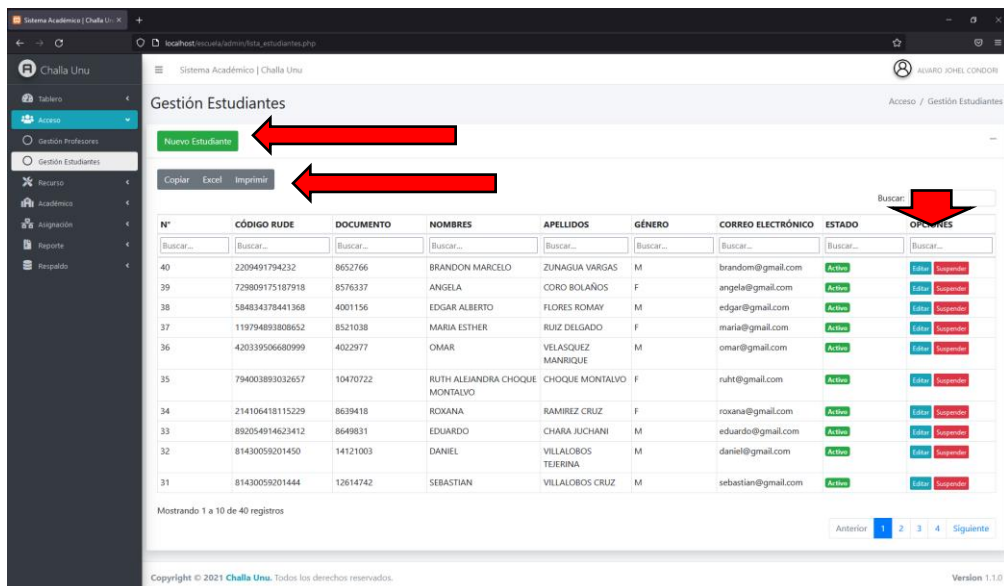 Sistema Académico | Challa Un
localhost/escuela/admin/lista_estudiantes.php
Challa Unu
Sistema Académico | Challa Unu
ALVARO JOHEL CONDORI
Tablero
Acceso
Gestión Profesores
Gestión Estudiantes
Recurso
Académico
Asignación
Reporte
Respaldo
Gestión Estudiantes
Acceso / Gestión Estudiantes
Nuevo Estudiante
Copiar Excel Imprimir
Buscar:
N° CÓDIGO RUDE DOCUMENTO NOMBRES APELLIDOS GÉNERO CORREO ELECTRÓNICO ESTADO OPCIONES
Buscar... Buscar... Buscar... Buscar... Buscar... Buscar... Buscar... Buscar... Buscar...
40 2209491794232 8652766 BRANDON MARCELO ZUNAGUA VARGAS M brandom@gmail.com Activo Editar Suspender
39 729809175187918 8576337 ANGELA CORO BOLAÑOS F angela@gmail.com Activo Editar Suspender
38 584834378441368 4001156 EDGAR ALBERTO FLORES ROMAY M edgar@gmail.com Activo Editar Suspender
37 119794893808652 8521038 MARIA ESTHER RUIZ DELGADO F maria@gmail.com Activo Editar Suspender
36 420339506680999 4022977 OMAR VELASQUEZ M omar@gmail.com Activo Editar Suspender
MANRIQUE
35 794003893032657 10470722 RUTH ALEJANDRA CHOQUE CHOQUE MONTALVO F ruht@gmail.com Activo Editar Suspender
MONTALVO
34 214106418115229 8639418 ROXANA RAMIREZ CRUZ F roxana@gmail.com Activo Editar Suspender
33 892054914623412 8649831 EDUARDO CHARA JUCHANI M eduardo@gmail.com Activo Editar Suspender
32 81430059201450 14121003 DANIEL VILLALOBOS M daniel@gmail.com Activo Editar Suspender
TEJERINA
31 81430059201444 12614742 SEBASTIAN VILLALOBOS CRUZ M sebastian@gmail.com Activo Editar Suspender
Mostrando 1 a 10 de 40 registros
Anterior 1 2 3 4 Siguiente
Copyright © 2021 Challa Unu. Todos los derechos reservados.
Version 1.1.0